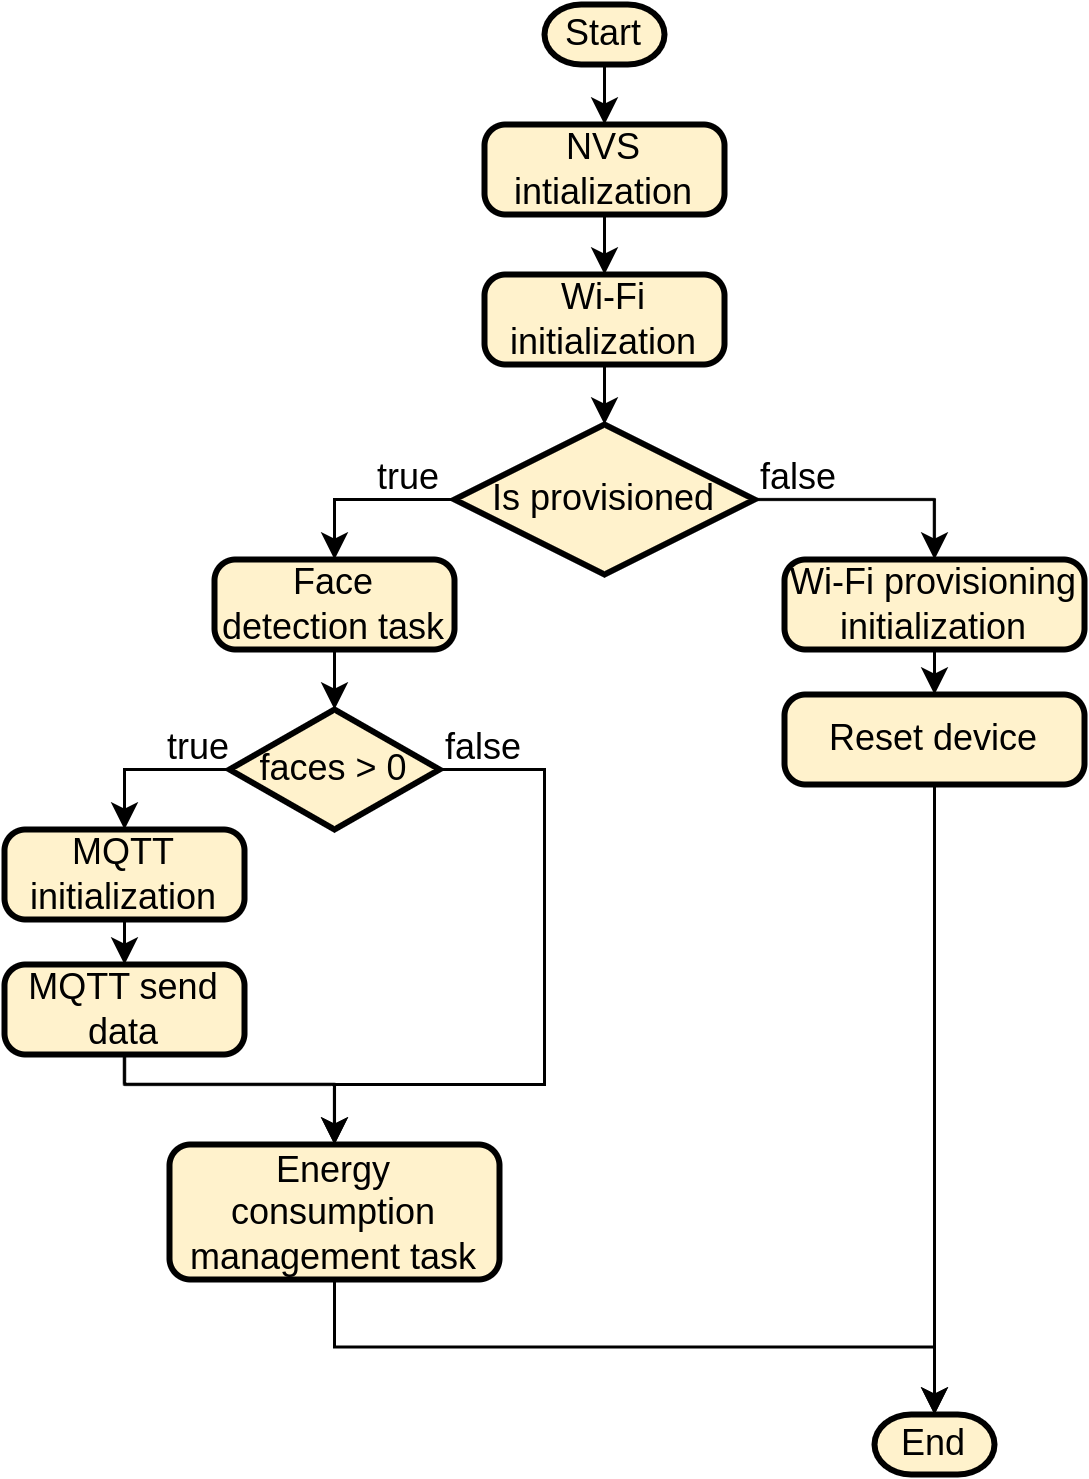 Start
NVS
intialization
Wi-Fi
initialization
true
Is provisioned
false
Face
detection task
Wi-Fi provisioning
initialization
Reset device
true
faces > 0
false
MQTT
initialization
MQTT send
data
Energy
consumption
management task
End